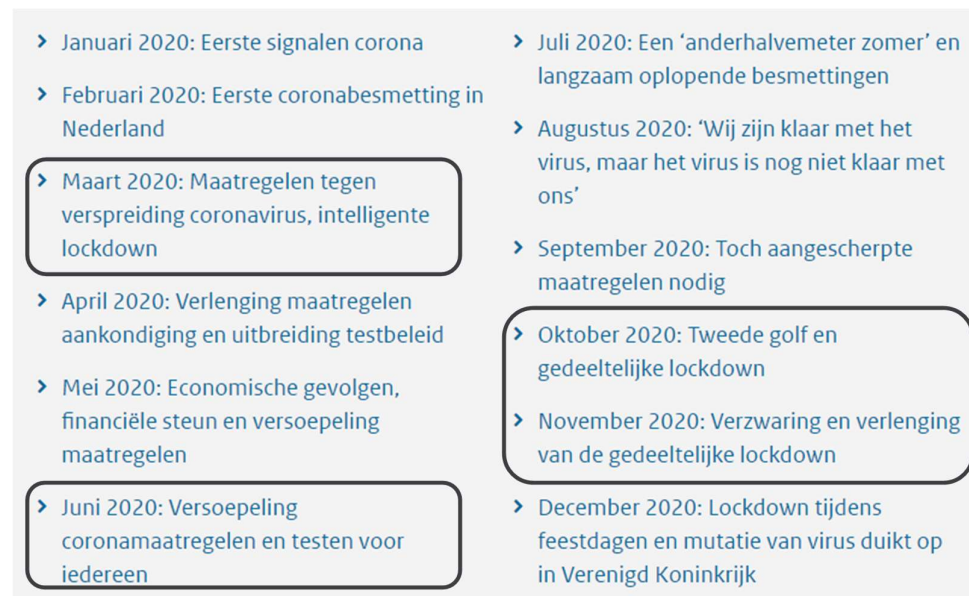 Januari 2020: Eerste signalen corona
Februari 2020: Eerste coronabesmetting in
Nederland
Maart 2020: Maatregelen tegen
verspreiding coronavirus, intelligente
lockdown
April 2020: Verlenging maatregelen
aankondiging en uitbreiding testbeleid
Mei 2020: Economische gevolgen,
financiële steun en versoepeling
maatregelen
Juni 2020: Versoepeling
coronamaatregelen en testen voor
iedereen
Juli 2020: Een ‘anderhalvemeter zomer’ en
langzaam oplopende besmettingen
Augustus 2020: ‘Wij zijn klaar met het
virus, maar het virus is nog niet klaar met
ons’
September 2020: Toch aangescherpte
maatregelen nodig
Oktober 2020: Tweede golf en
gedeeltelijke lockdown
November 2020: Verzwaring en verlenging
van de gedeeltelijke lockdown
December 2020: Lockdown tijdens
feestdagen en mutatie van virus duikt op
in Verenigd Koninkrijk